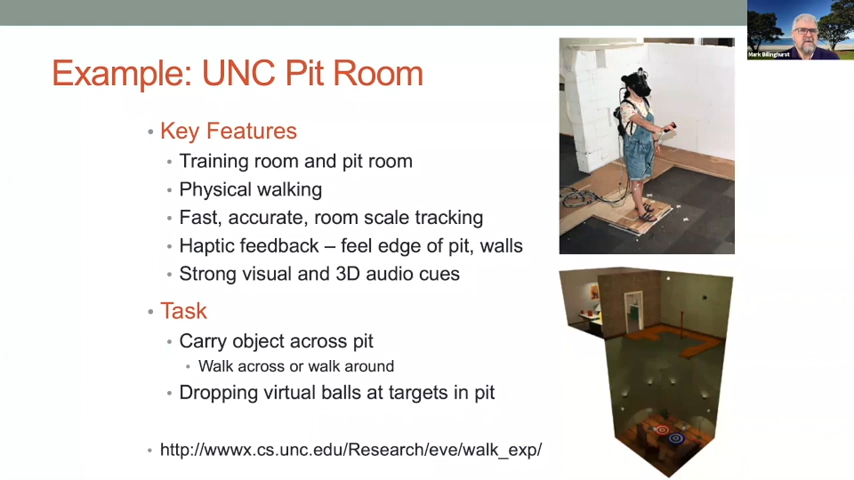 Mark Billinghurst
Example: UNC Pit Room
• Key Features
• Training room and pit room
• Physical walking
• Fast, accurate, room scale tracking
• Haptic feedback – feel edge of pit, walls
• Strong visual and 3D audio cues
• Task
• Carry object across pit
• Walk across or walk around
• Dropping virtual balls at targets in pit
• http://wwwx.cs.unc.edu/Research/eve/walk_exp/